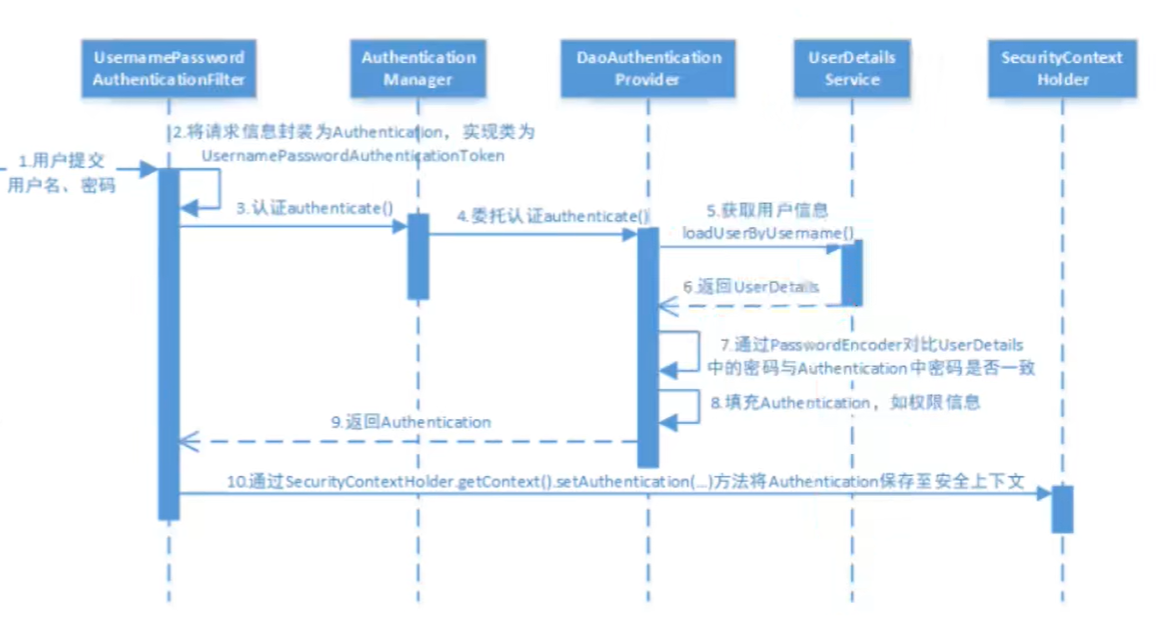 UsernamePassword
AuthenticationFilter
Authentication
Manager
DaoAuthentication
Provider
UserDetails
Service
SecurityContext
Holder
2.将请求信息封装为Authentication，实现类为
UsernamePasswordAuthenticationToken
1.用户提交
用户名、密码
3.认证authenticate()
4.委托认证authenticate()
5.获取用户信息
loadUserByUsername()
6.返回UserDetails
7.通过PasswordEncoder对比UserDetails
中的密码与Authentication中密码是否一致
8.填充Authentication，如权限信息
9.返回Authentication
10.通过SecurityContextHolder.getContext().setAuthentication(...)方法将Authentication保存至安全上下文